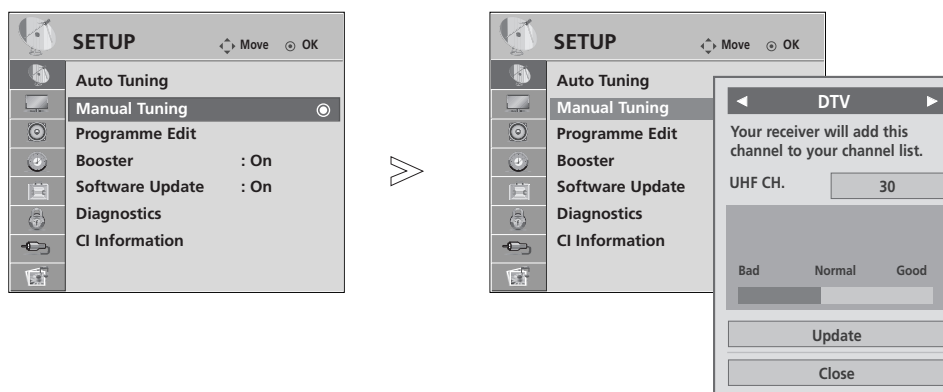 SETUP
Move OK
Auto Tuning
Manual Tuning
Programme Edit
Booster : On
Software Update : On
Diagnostics
CI Information
SETUP
Move OK
Auto Tuning
Manual Tuning
Programme Edit
Booster
Software Update
Diagnostics
CI Information
DTV
Your receiver will add this
channel to your channel list.
UHF CH. 30
Bad Normal Good
Update
Close